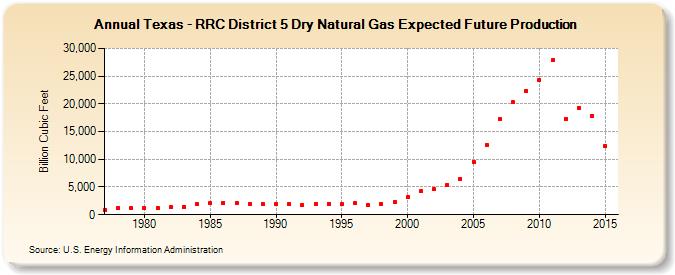 Annual Texas - RRC District 5 Dry Natural Gas Expected Future Production
Billion Cubic Feet
30,000
25,000
20,000
15,000
10,000
5,000
0
1980 1985 1990 1995 2000 2005 2010 2015
Source: U.S. Energy Information Administration